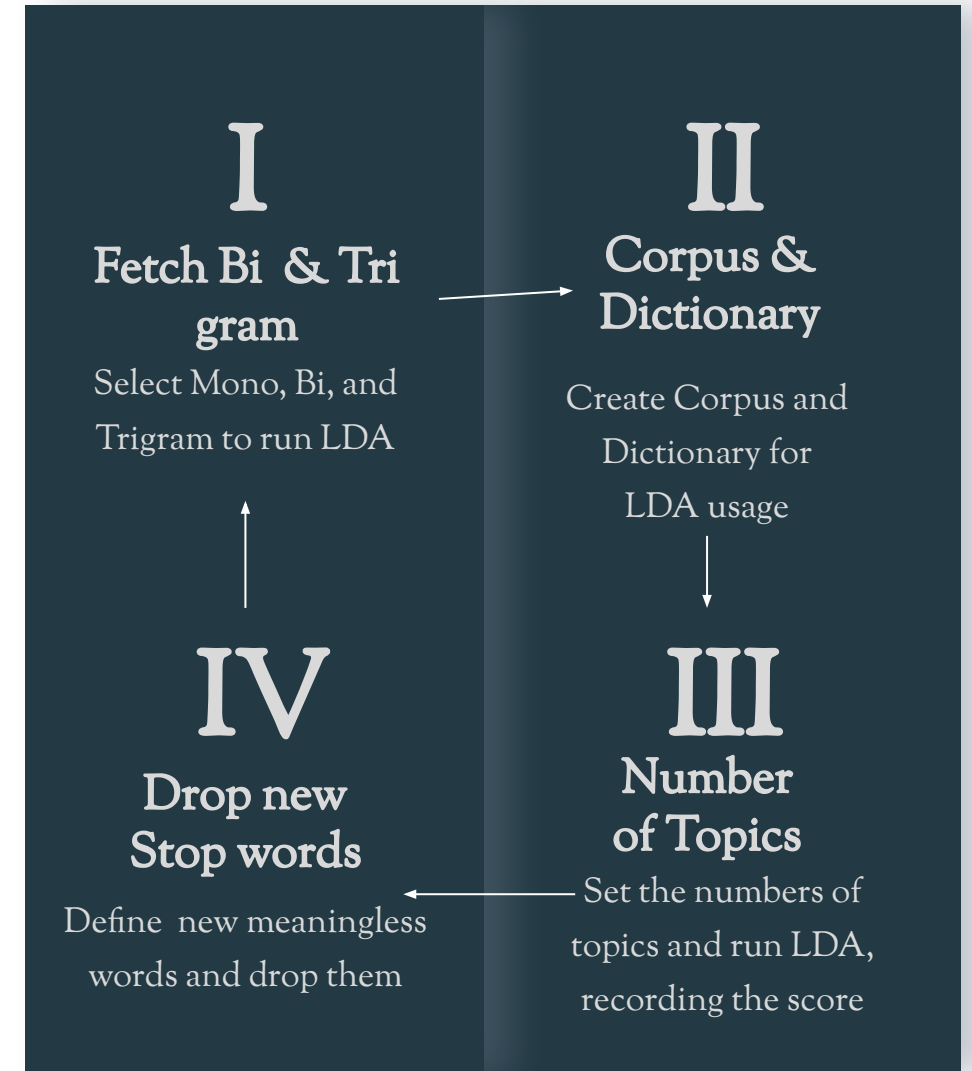 I
Fetch Bi  & Tri
gram
Select Mono, Bi, and
Trigram to run LDA
II
Corpus &
Dictionary
Create Corpus and
Dictionary for
LDA usage
III
Number
of Topics
Set the numbers of
topics and run LDA,
recording the score
IV
Drop new
Stop words
Define  new meaningless
words and drop them